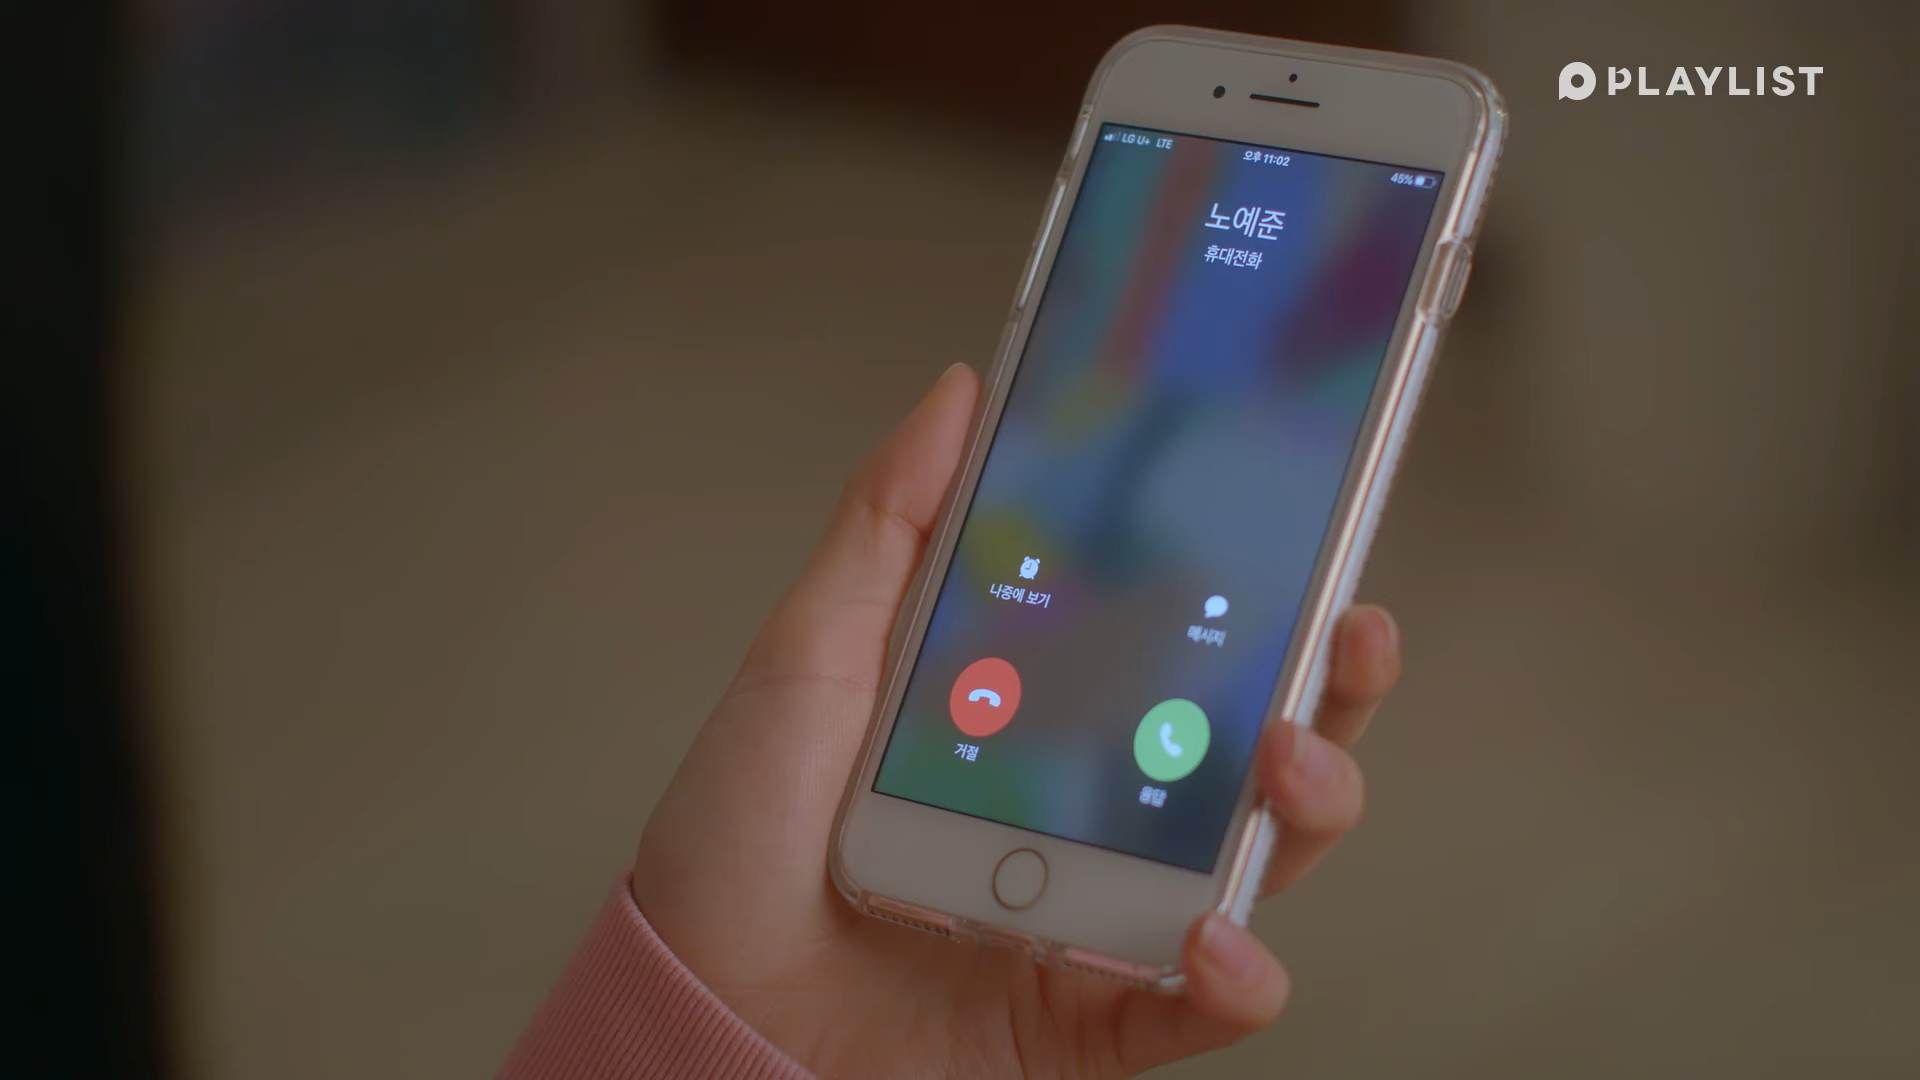 PLAYLIST
LG U+ LTE
오후 11:02
45%
노예준
휴대전화
나중에 보기
메시지
거절
응답